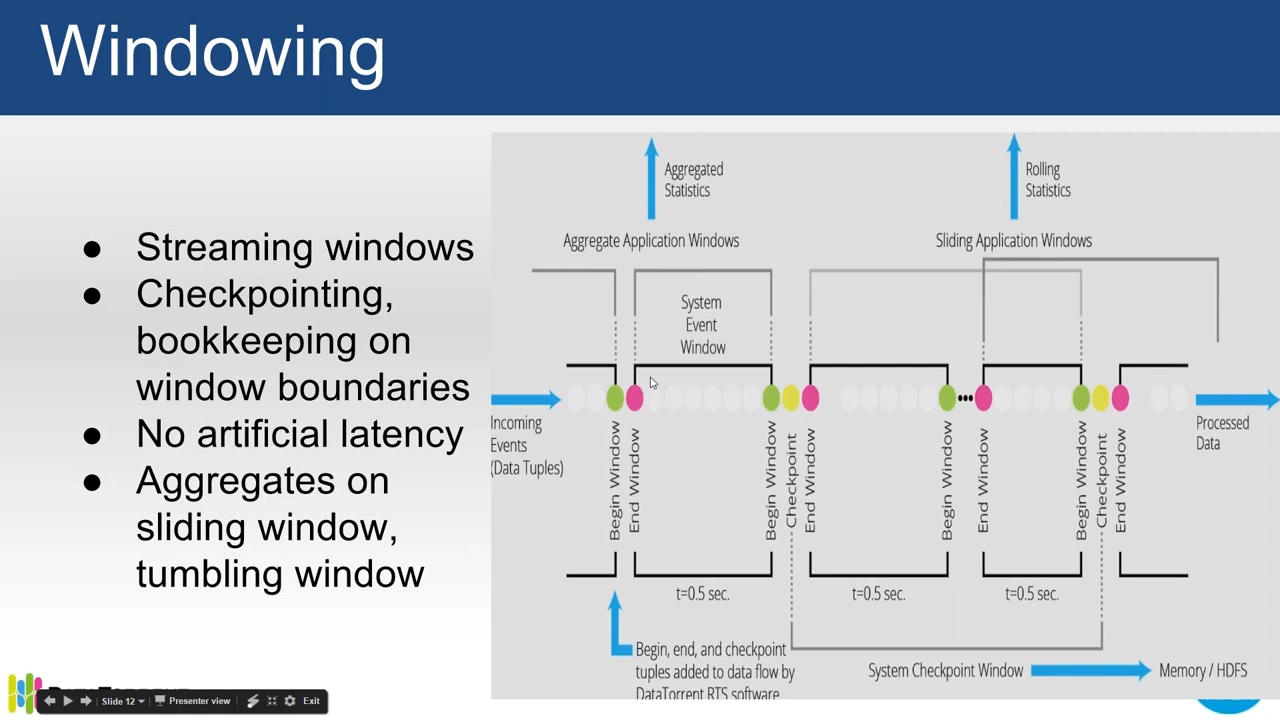 Windowing
● Streaming windows
● Checkpointing,
bookkeeping on
window boundaries
● No artificial latency
● Aggregates on
sliding window,
tumbling window
Aggregated
Statistics
Rolling
Statistics
Aggregate Application Windows
Sliding Application Windows
System
Event
Window
Incoming
Events
(Data Tuples)
Processed
Data
Begin Window
End Window
Begin Window
Checkpoint
End Window
Begin Window
End Window
Begin Window
Checkpoint
End Window
t=0.5 sec.
t=0.5 sec.
t=0.5 sec.
Begin, end, and checkpoint
tuples added to data flow by
DataTorrent RTS software
System Checkpoint Window
Memory / HDFS
Slide 12
Presenter view
Exit